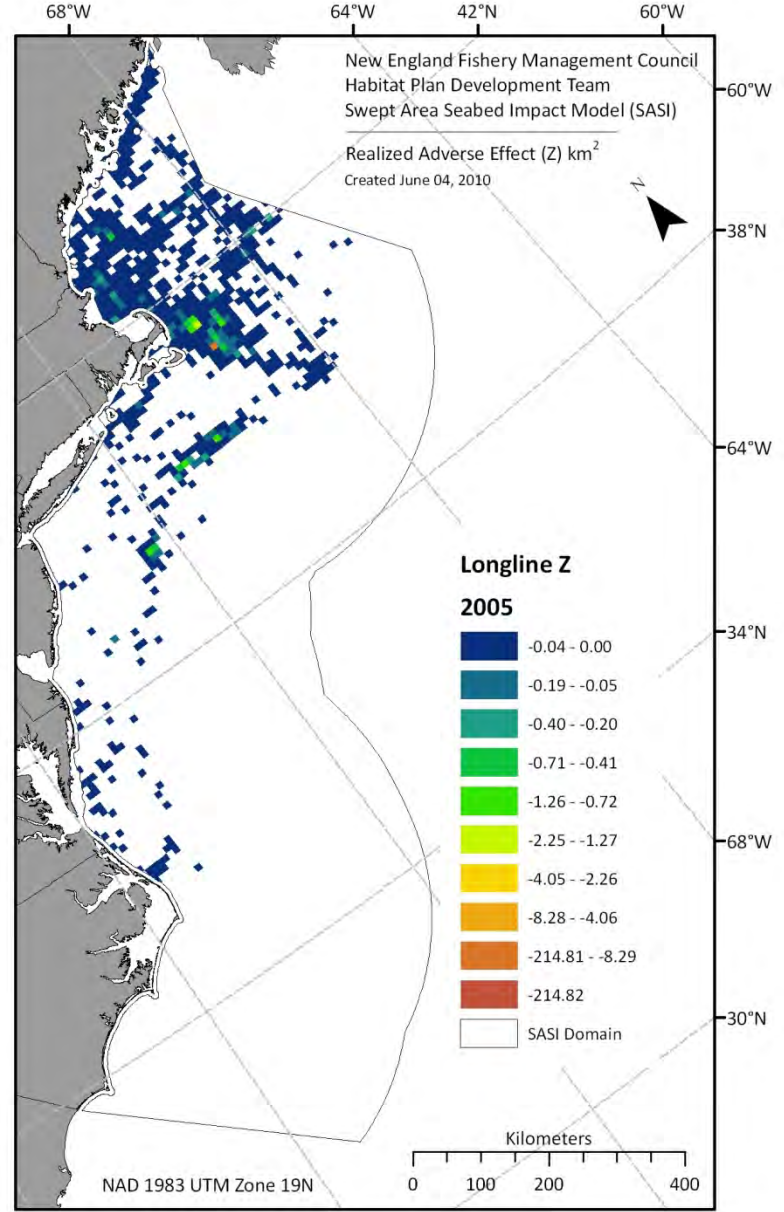 68°W 64°W 42°N 60°W
New England Fishery Management Council
Habitat Plan Development Team
Swept Area Seabed Impact Model (SASI)
Realized Adverse Effect (Z) km²
Created June 04, 2010
N
60°W
38°N
64°W
34°N
68°W
30°N
Longline Z
2005
-0.04 - 0.00
-0.19 - -0.05
-0.40 - -0.20
-0.71 - -0.41
-1.26 - -0.72
-2.25 - -1.27
-4.05 - -2.26
-8.28 - -4.06
-214.81 - -8.29
-214.82
SASI Domain
Kilometers
0 100 200 400
NAD 1983 UTM Zone 19N